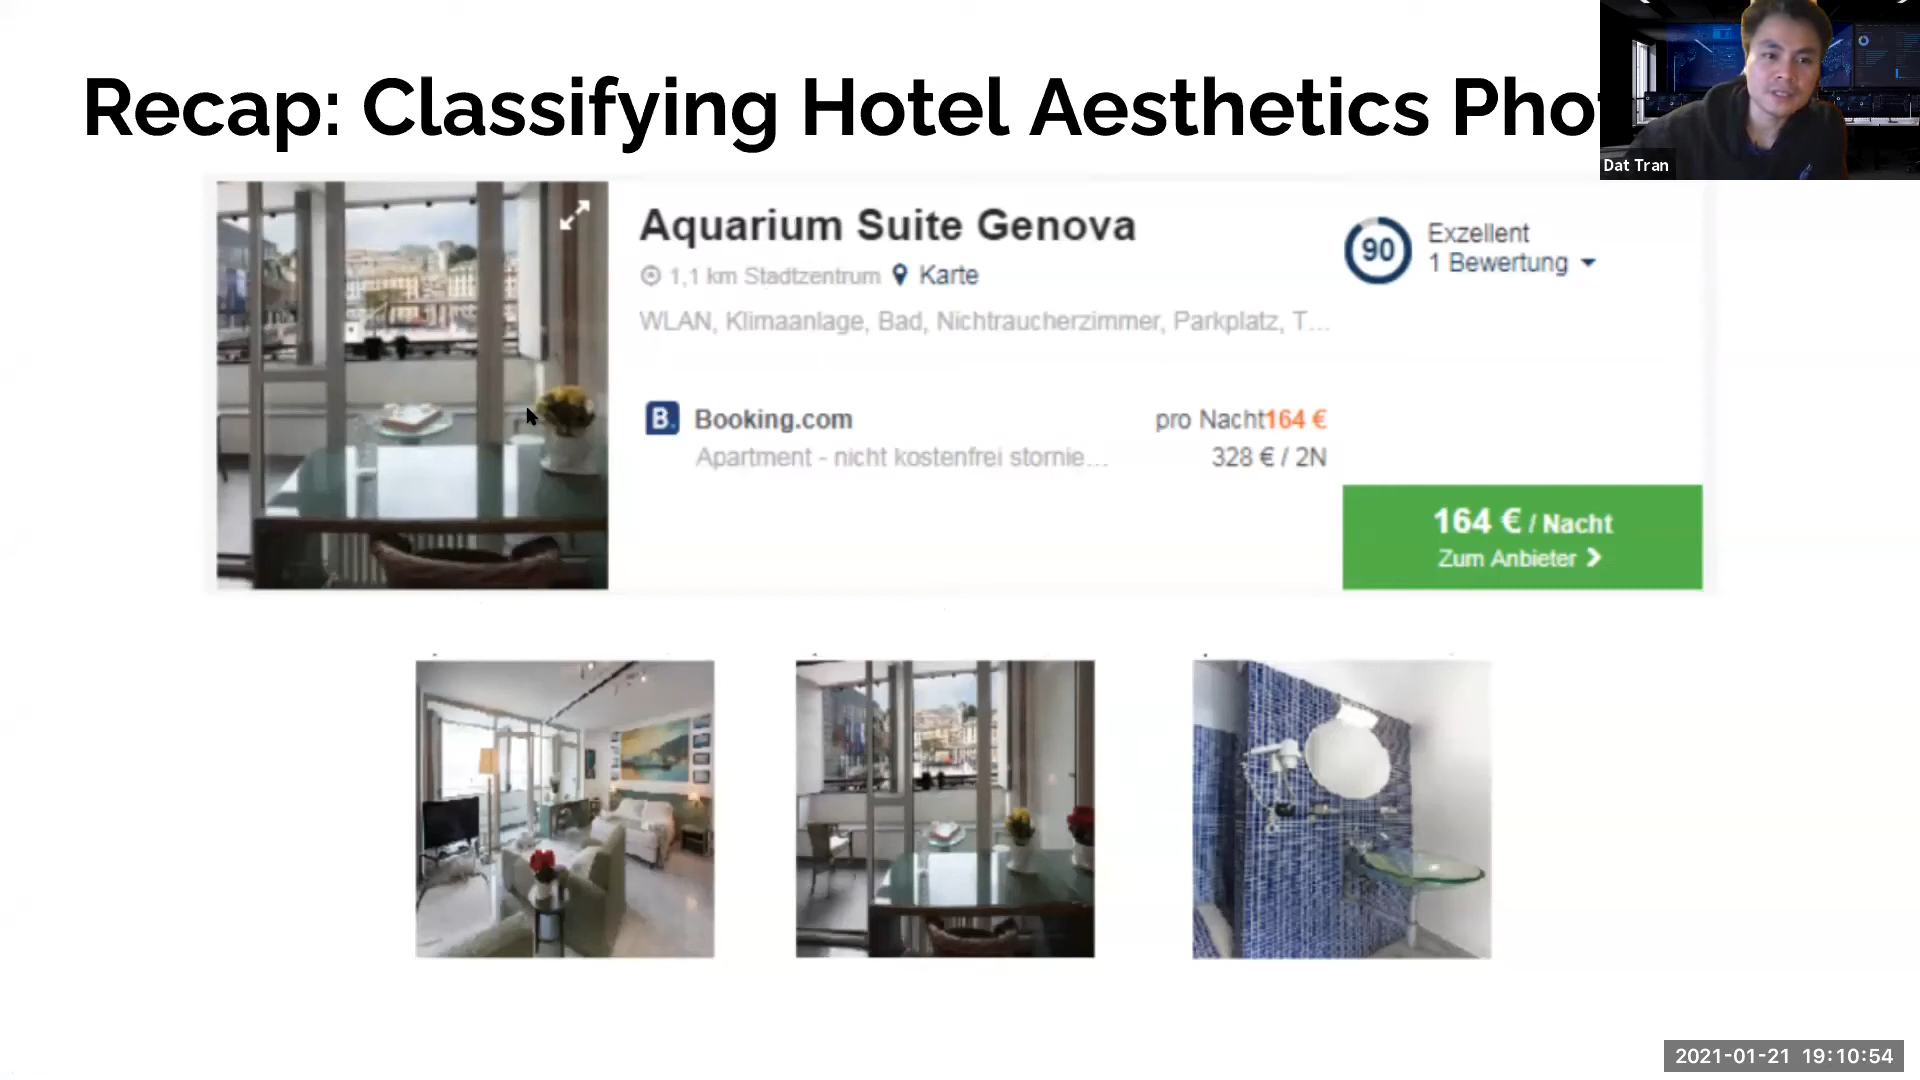 Recap: Classifying Hotel Aesthetics Pho
Dat Tran
Aquarium Suite Genova
1,1 km Stadtzentrum Karte
WLAN, Klimaanlage, Bad, Nichtraucherzimmer, Parkplatz, T...
90
Exzellent
1 Bewertung
B. Booking.com
pro Nacht164 €
Apartment - nicht kostenfrei stornie...
328 € / 2N
164 € / Nacht
Zum Anbieter
2021-01-21 19:10:54